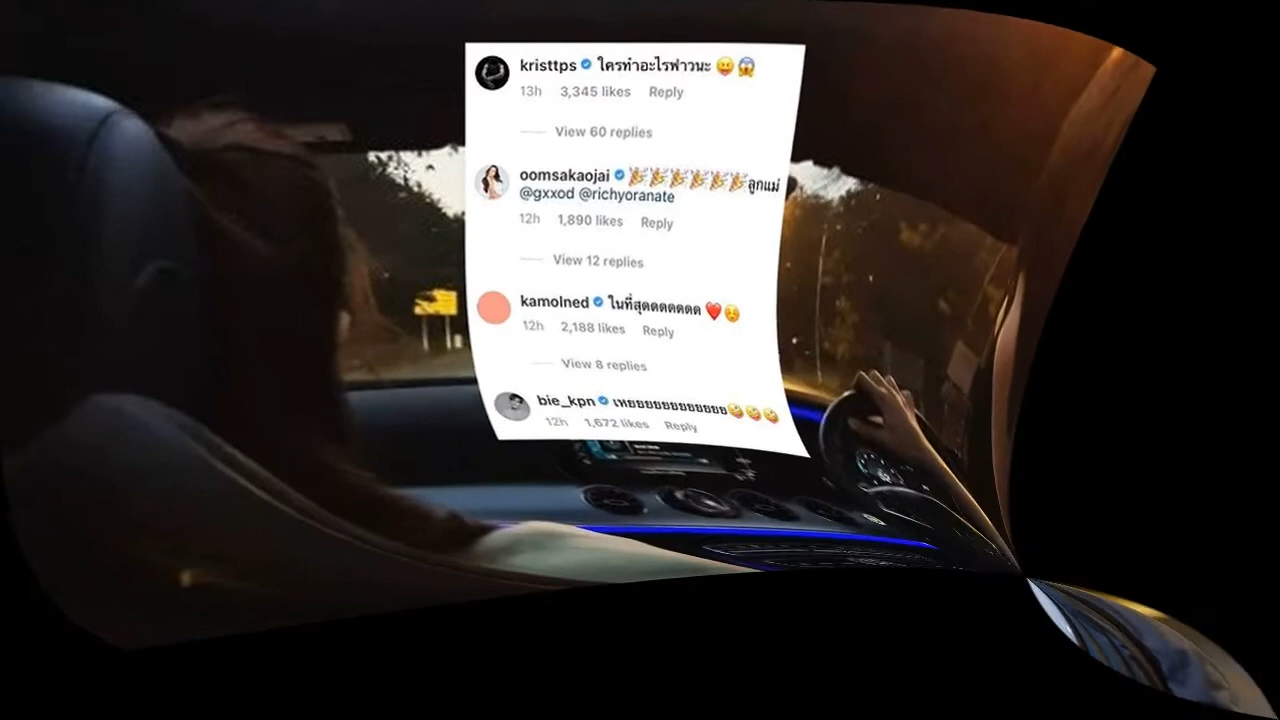 kristtps ใครทำอะไรฟาวนะ 😛 😱
13h 3,345 likes Reply
View 60 replies
oomsakaojai 🎉🎉🎉🎉🎉🎉ลูกแม่
@gxxod @richyoranate
12h 1,890 likes Reply
View 12 replies
kamolned ในที่สุดดดดดดด ❤️☺️
12h 2,188 likes Reply
View 8 replies
bie_kpn เหยยยยยยยยยยยยย🤪🤪🤪
12h 1,672 likes Reply